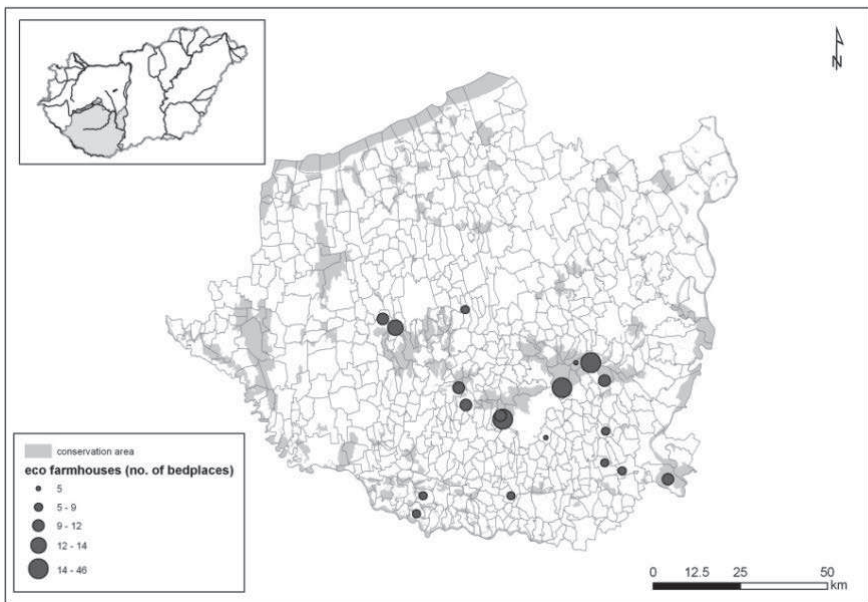 N
conservation area
eco farmhouses (no. of bedplaces)
5
5 - 9
9 - 12
12 - 14
14 - 46
0 12.5 25 50
km